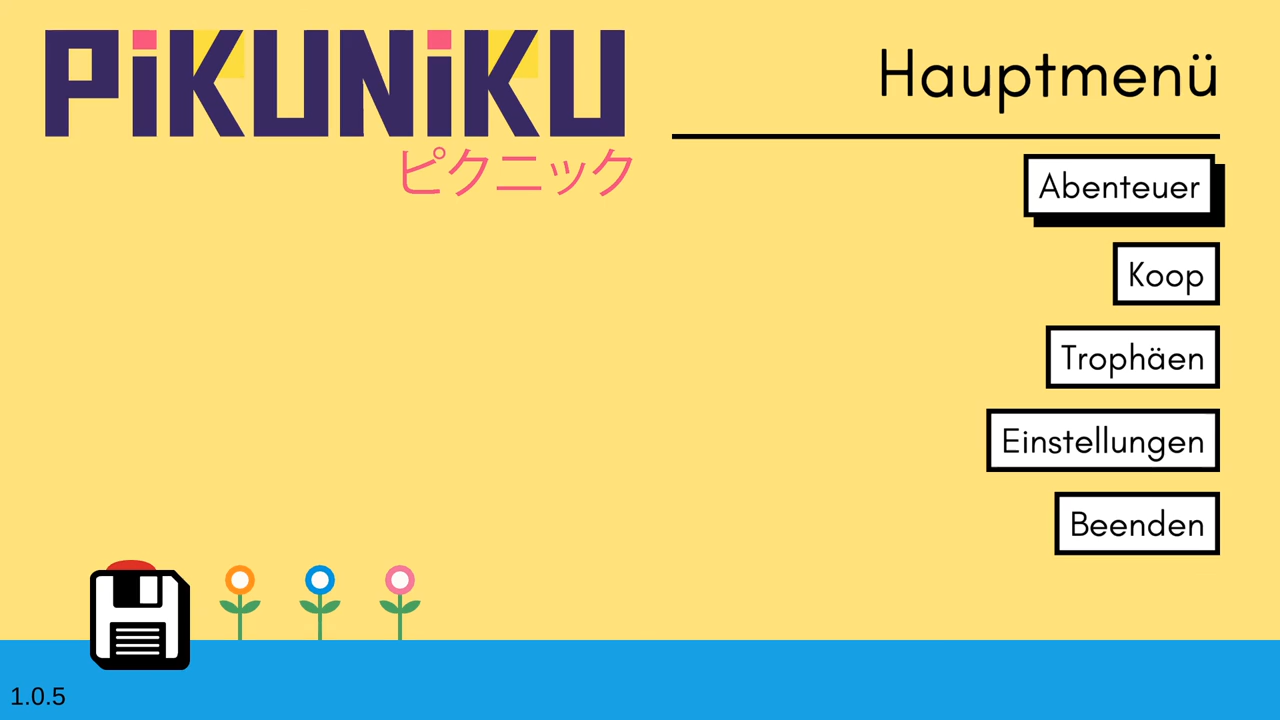 PiKUNiKU
ピクニック
Hauptmenü
Abenteuer
Koop
Trophäen
Einstellungen
Beenden
1.0.5